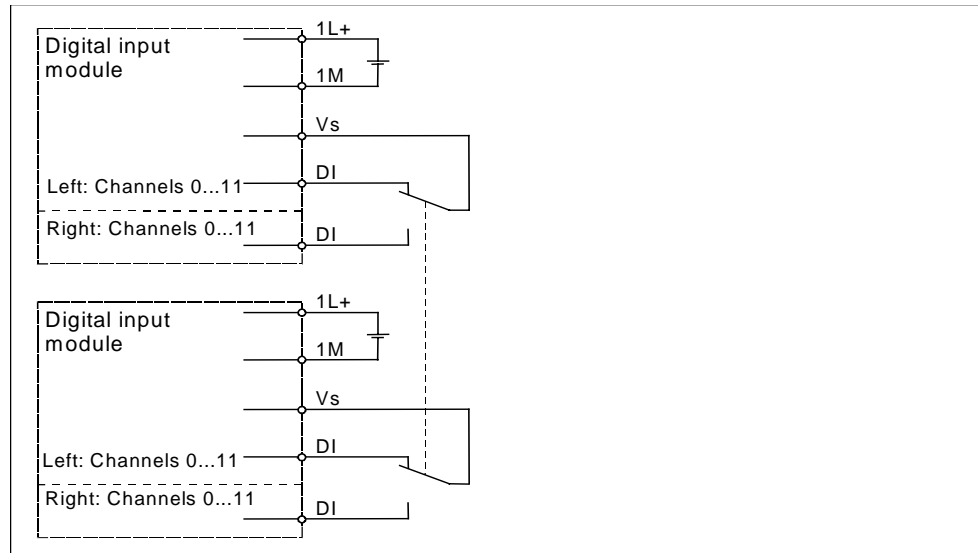 1L+
Digital input
module
1M
Vs
DI
Left: Channels 0...11
Right: Channels 0...11
DI
1L+
Digital input
module
1M
Vs
DI
Left: Channels 0...11
Right: Channels 0...11
DI